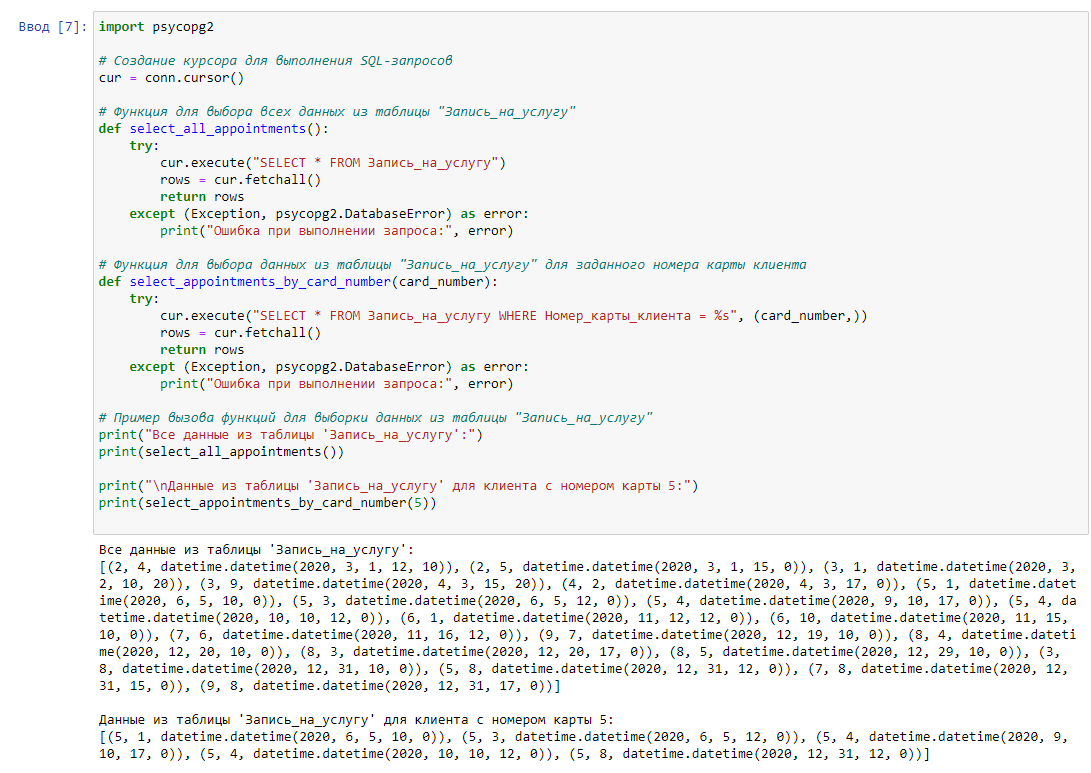 Ввод [7]: import psycopg2
# Создание курсора для выполнения SQL-запросов
cur = conn.cursor()
# Функция для выбора всех данных из таблицы "Запись_на_услугу"
def select_all_appointments():
try:
cur.execute("SELECT * FROM Запись_на_услугу")
rows = cur.fetchall()
return rows
except (Exception, psycopg2.DatabaseError) as error:
print("Ошибка при выполнении запроса:", error)
# Функция для выбора данных из таблицы "Запись_на_услугу" для заданного номера карты клиента
def select_appointments_by_card_number(card_number):
try:
cur.execute("SELECT * FROM Запись_на_услугу WHERE Номер_карты_клиента = %s", (card_number,))
rows = cur.fetchall()
return rows
except (Exception, psycopg2.DatabaseError) as error:
print("Ошибка при выполнении запроса:", error)
# Пример вызова функций для выборки данных из таблицы "Запись_на_услугу"
print("Все данные из таблицы 'Запись_на_услугу':")
print(select_all_appointments())
print("\nДанные из таблицы 'Запись_на_услугу' для клиента с номером карты 5:")
print(select_appointments_by_card_number(5))
Все данные из таблицы 'Запись_на_услугу':
[(2, 4, datetime.datetime(2020, 3, 1, 12, 10)), (2, 5, datetime.datetime(2020, 3, 1, 15, 0)), (3, 1, datetime.datetime(2020, 3,
2, 10, 20)), (3, 9, datetime.datetime(2020, 4, 3, 15, 20)), (4, 2, datetime.datetime(2020, 4, 3, 17, 0)), (5, 1, datetime.datet
ime(2020, 6, 5, 10, 0)), (5, 3, datetime.datetime(2020, 6, 5, 12, 0)), (5, 4, datetime.datetime(2020, 9, 10, 17, 0)), (5, 4, da
tetime.datetime(2020, 10, 10, 12, 0)), (6, 1, datetime.datetime(2020, 11, 12, 12, 0)), (6, 10, datetime.datetime(2020, 11, 15,
10, 0)), (7, 6, datetime.datetime(2020, 11, 16, 12, 0)), (9, 7, datetime.datetime(2020, 12, 19, 10, 0)), (8, 4, datetime.dateti
me(2020, 12, 20, 10, 0)), (8, 3, datetime.datetime(2020, 12, 20, 17, 0)), (8, 5, datetime.datetime(2020, 12, 29, 10, 0)), (3,
8, datetime.datetime(2020, 12, 31, 10, 0)), (5, 8, datetime.datetime(2020, 12, 31, 12, 0)), (7, 8, datetime.datetime(2020, 12,
31, 15, 0)), (9, 8, datetime.datetime(2020, 12, 31, 17, 0))]
Данные из таблицы 'Запись_на_услугу' для клиента с номером карты 5:
[(5, 1, datetime.datetime(2020, 6, 5, 10, 0)), (5, 3, datetime.datetime(2020, 6, 5, 12, 0)), (5, 4, datetime.datetime(2020, 9,
10, 17, 0)), (5, 4, datetime.datetime(2020, 10, 10, 12, 0)), (5, 8, datetime.datetime(2020, 12, 31, 12, 0))]